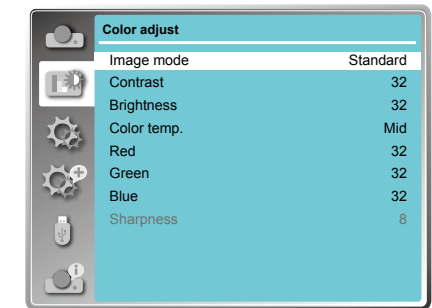 Color adjust
Image mode Standard
Contrast 32
Brightness 32
Color temp. Mid
Red 32
Green 32
Blue 32
Sharpness 8